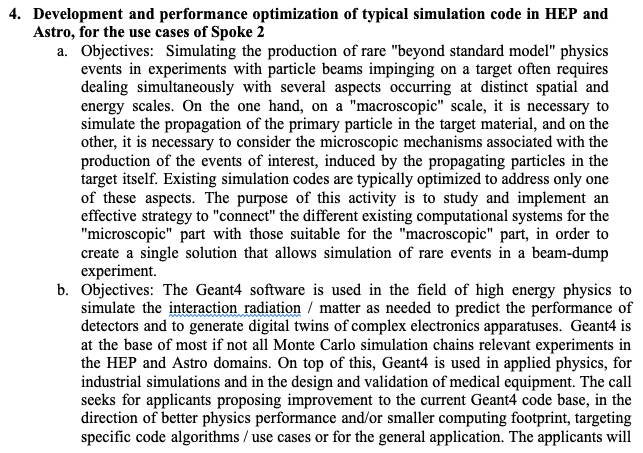 4. Development and performance optimization of typical simulation code in HEP and
Astro, for the use cases of Spoke 2
a. Objectives: Simulating the production of rare "beyond standard model" physics
events in experiments with particle beams impinging on a target often requires
dealing simultaneously with several aspects occurring at distinct spatial and
energy scales. On the one hand, on a "macroscopic" scale, it is necessary to
simulate the propagation of the primary particle in the target material, and on the
other, it is necessary to consider the microscopic mechanisms associated with the
production of the events of interest, induced by the propagating particles in the
target itself. Existing simulation codes are typically optimized to address only one
of these aspects. The purpose of this activity is to study and implement an
effective strategy to "connect" the different existing computational systems for the
"microscopic" part with those suitable for the "macroscopic" part, in order to
create a single solution that allows simulation of rare events in a beam-dump
experiment.
b. Objectives: The Geant4 software is used in the field of high energy physics to
simulate the interaction radiation / matter as needed to predict the performance of
detectors and to generate digital twins of complex electronics apparatuses. Geant4 is
at the base of most if not all Monte Carlo simulation chains relevant experiments in
the HEP and Astro domains. On top of this, Geant4 is used in applied physics, for
industrial simulations and in the design and validation of medical equipment. The call
seeks for applicants proposing improvement to the current Geant4 code base, in the
direction of better physics performance and/or smaller computing footprint, targeting
specific code algorithms / use cases or for the general application. The applicants will